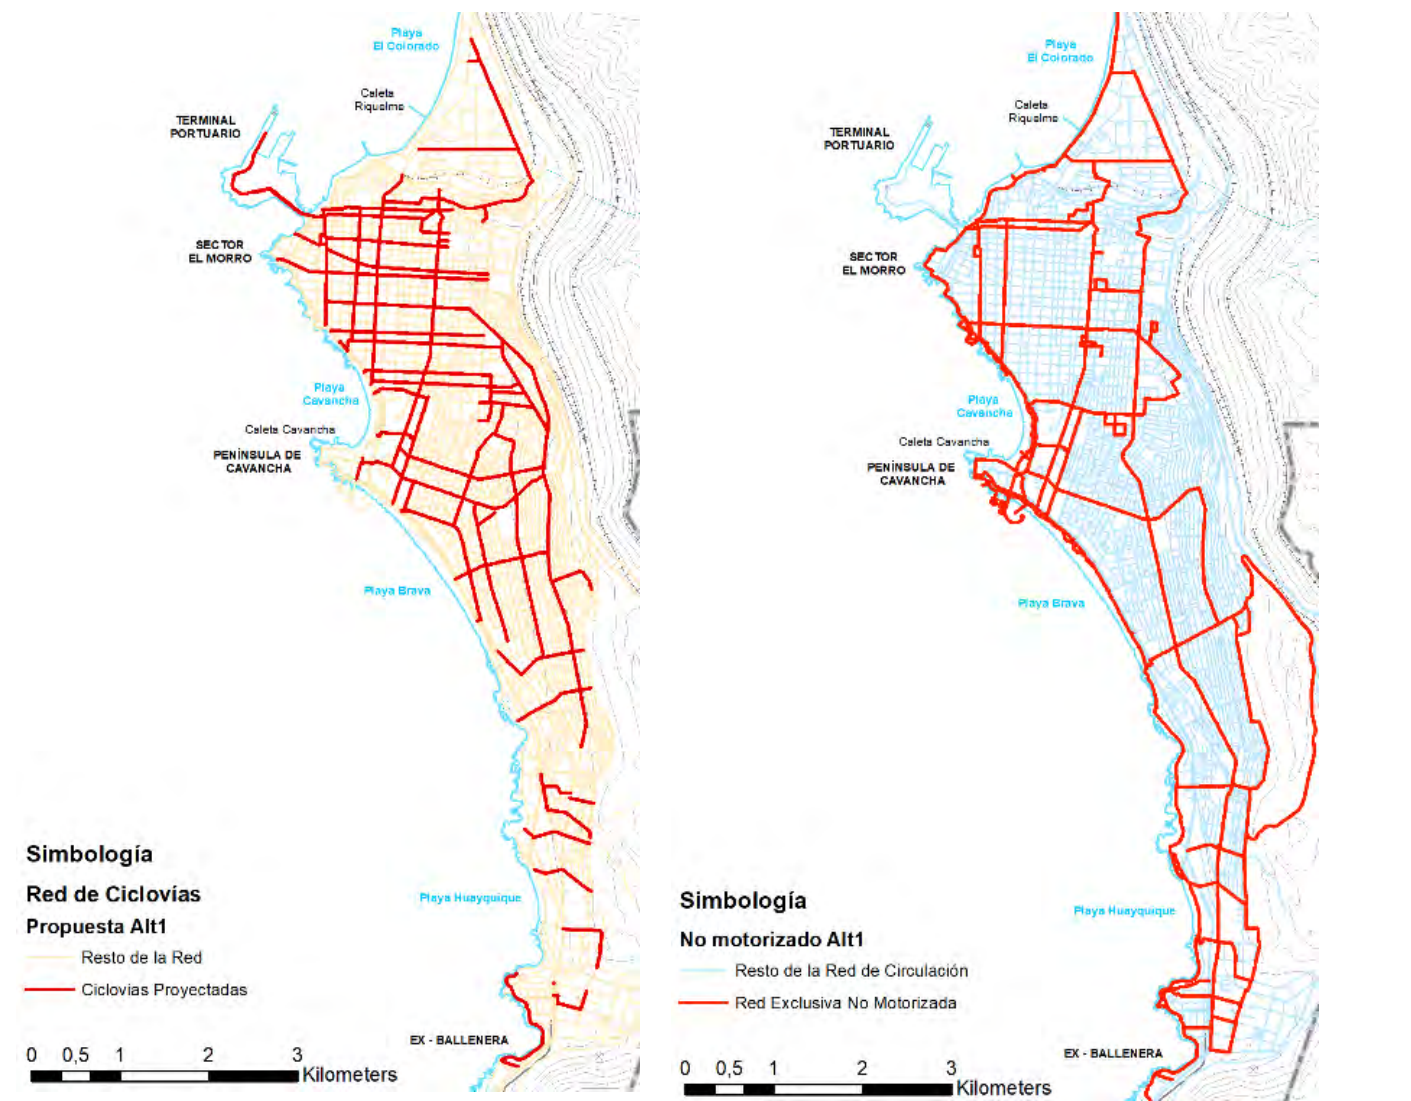 Playa
El Colorado
Caleta
Riquelme
TERMINAL
PORTUARIO
SECTOR
EL MORRO
Playa
Cavancha
Caleta Cavancha
PENÍNSULA DE
CAVANCHA
Playa Brava
Simbología
Red de Ciclovías
Propuesta Alt1
Resto de la Red
Ciclovias Proyectadas
Playa Huayquique
EX - BALLENERA
0 0,5 1 2 3
Kilometers
Playa
El Colorado
Caleta
Riquelme
TERMINAL
PORTUARIO
SECTOR
EL MORRO
Playa
Cavancha
Caleta Cavancha
PENÍNSULA DE
CAVANCHA
Playa Brava
Simbología
No motorizado Alt1
Resto de la Red de Circulación
Red Exclusiva No Motorizada
Playa Huayquique
EX - BALLENERA
0 0,5 1 2 3
Kilometers